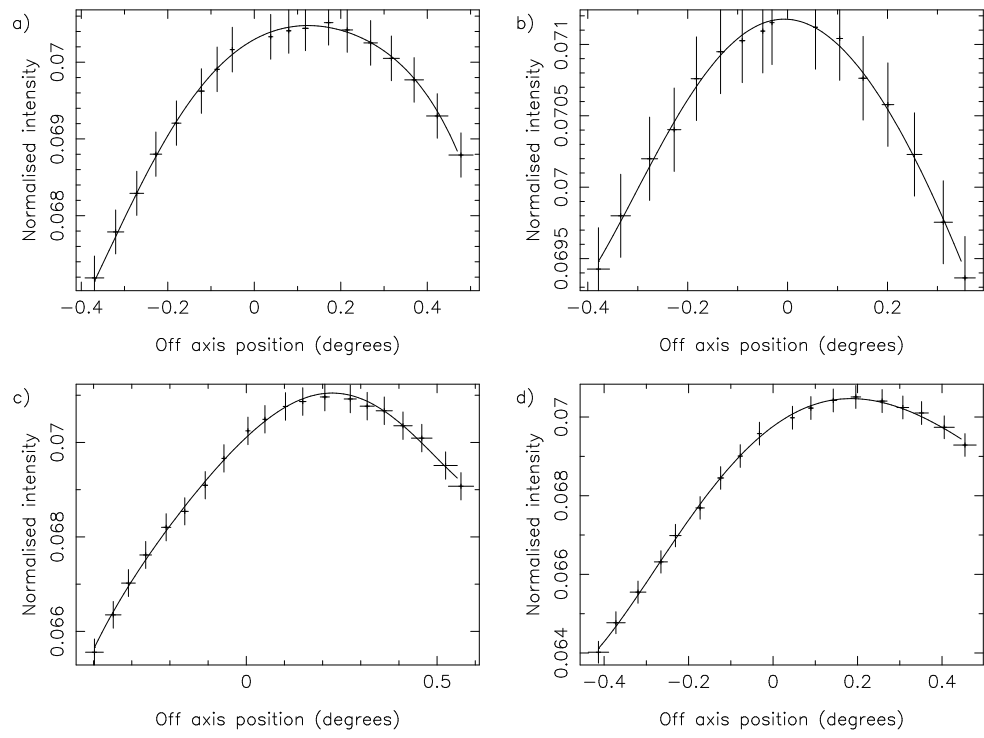 a)
Normalised intensity
0.068 0.069 0.07
−0.4 −0.2 0 0.2 0.4
Off axis position (degrees)
b)
Normalised intensity
0.0695 0.07 0.0705 0.071
−0.4 −0.2 0 0.2
Off axis position (degrees)
c)
Normalised intensity
0.066 0.068 0.07
0 0.5
Off axis position (degrees)
d)
Normalised intensity
0.064 0.066 0.068 0.07
−0.4 −0.2 0 0.2 0.4
Off axis position (degrees)